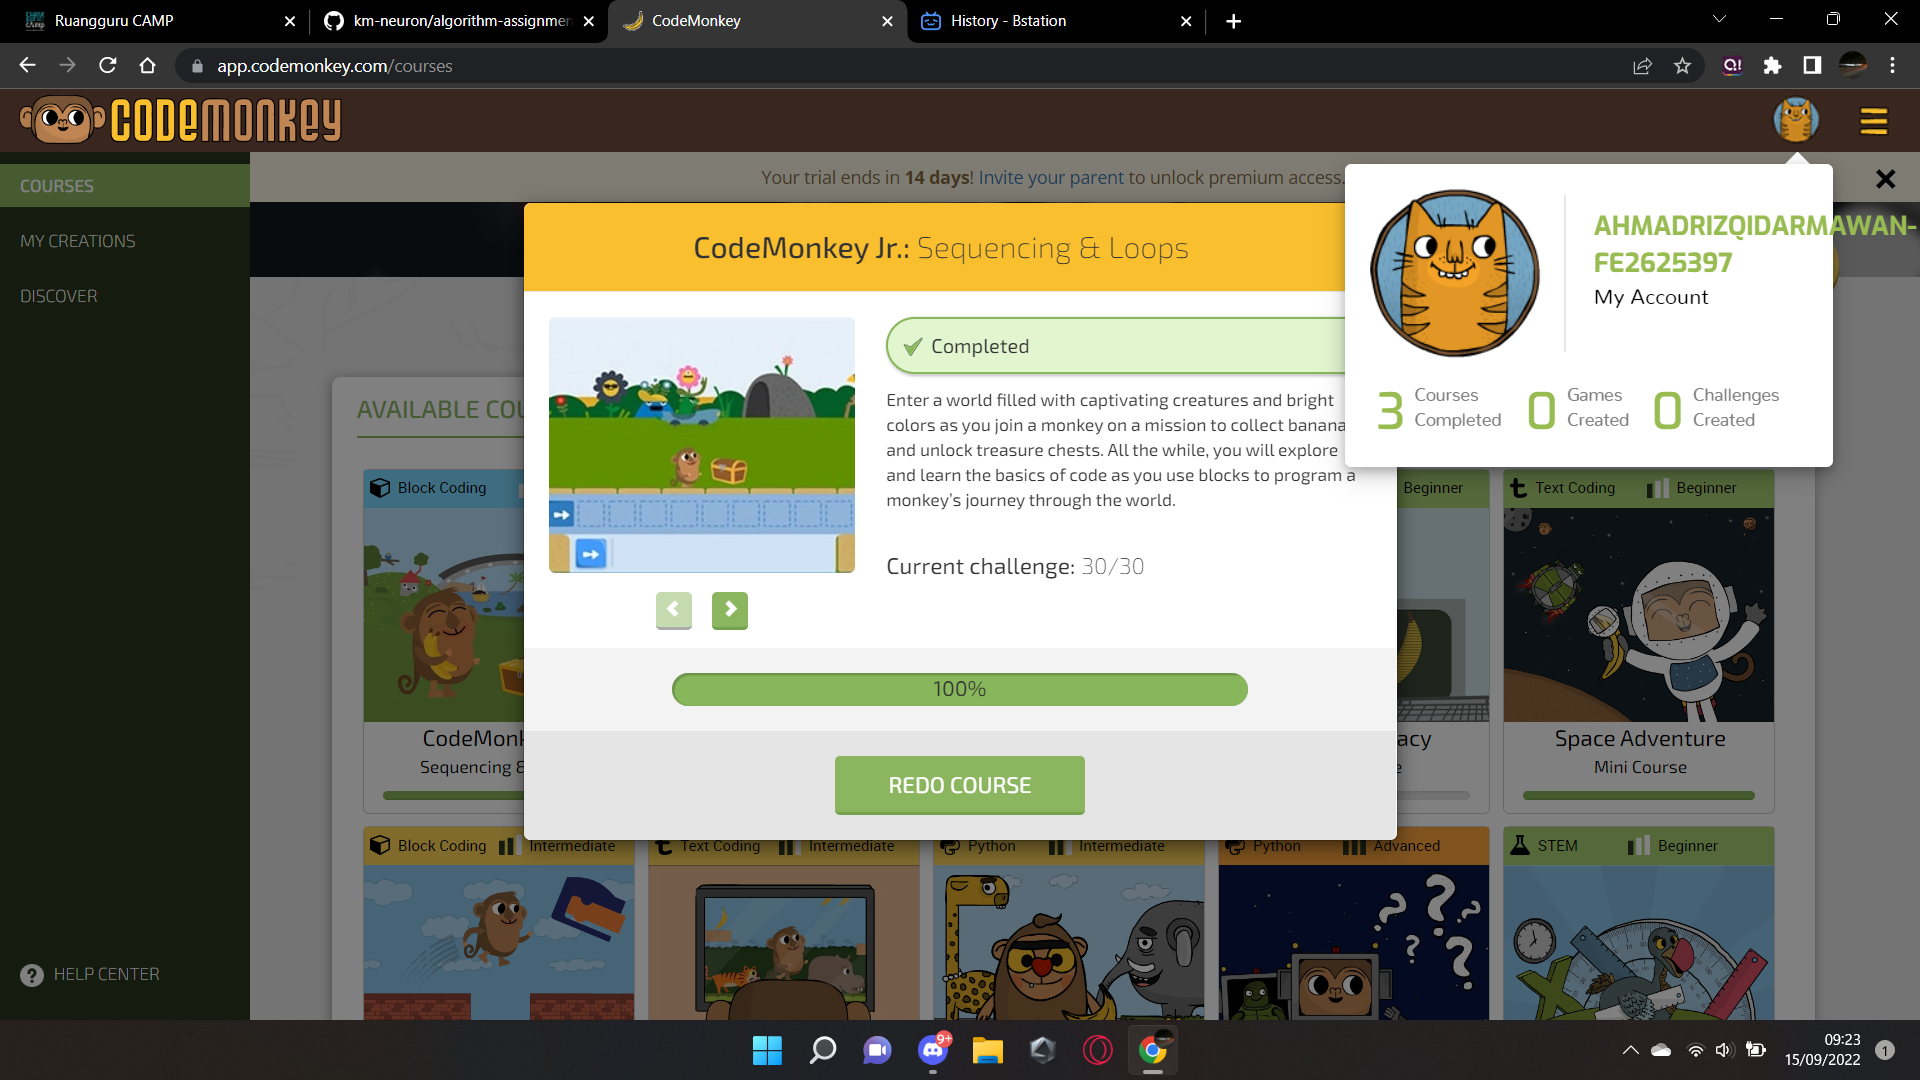 Ruangguru CAMP
km-neuron/algorithm-assignmen
CodeMonkey
History - Bstation
app.codemonkey.com/courses
CODEMONKEY
COURSES
MY CREATIONS
DISCOVER
HELP CENTER
Your trial ends in 14 days! Invite your parent to unlock premium access.
AHMADRIZQIDARMAWAN-
FE2625397
My Account
3 Courses Completed
0 Games Created
0 Challenges Created
CodeMonkey Jr.: Sequencing & Loops
Completed
Enter a world filled with captivating creatures and bright
colors as you join a monkey on a mission to collect banana
and unlock treasure chests. All the while, you will explore
and learn the basics of code as you use blocks to program a
monkey's journey through the world.
Current challenge: 30/30
100%
REDO COURSE
AVAILABLE COU
Block Coding
Beginner
Text Coding
Beginner
CodeMonk
Sequencing &
acy
e
Space Adventure
Mini Course
Block Coding
Intermediate
Text Coding
Intermediate
Python
Intermediate
Python
Advanced
STEM
Beginner
9+
09:23
15/09/2022
1